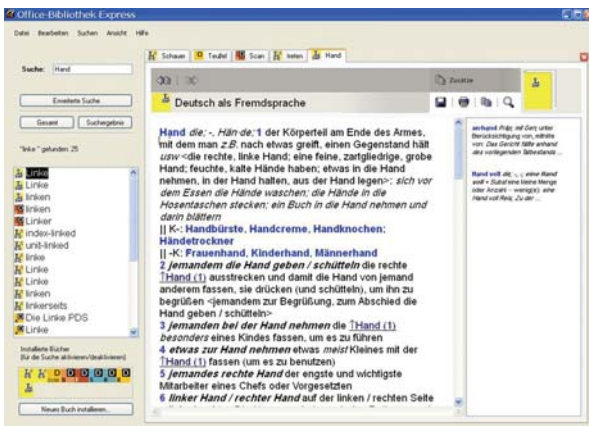 Office-Bibliothek Express
Datei Bearbeiten Suchen Ansicht Hilfe
Schauer Teufel Scan treten Hand
Suche: Hand
Erweiterte Suche
Gesamt Suchergebnis
"linke" gefunden: 25
Linke
Linke
linken
linken
Linker
index-linked
unit-linked
linke
Linke
Linke
linken
linkerseits
Die Linke.PDS
Linke
Installierte Bücher
(für die Suche aktivieren/deaktivieren)
Neues Buch installieren...
Zusätze
Deutsch als Fremdsprache
Hand die; -, Hän·de; 1 der Körperteil am Ende des Armes,
mit dem man z.B. nach etwas greift, einen Gegenstand hält
usw <die rechte, linke Hand; eine feine, zartgliedrige, grobe
Hand; feuchte, kalte Hände haben; etwas in die Hand
nehmen, in der Hand halten, aus der Hand legen>: sich vor
dem Essen die Hände waschen; die Hände in die
Hosentaschen stecken; ein Buch in die Hand nehmen und
darin blättern
|| K-: Handbürste, Handcreme, Handknochen;
Händetrockner
|| -K: Frauenhand, Kinderhand, Männerhand
2 jemandem die Hand geben / schütteln die rechte
↑Hand (1) ausstrecken und damit die Hand von jemand
anderem fassen, sie drücken (und schütteln), um ihn zu
begrüßen <jemandem zur Begrüßung, zum Abschied die
Hand geben / schütteln>
3 jemanden bei der Hand nehmen die ↑Hand (1)
besonders eines Kindes fassen, um es zu führen
4 etwas zur Hand nehmen etwas meist Kleines mit der
↑Hand (1) fassen (um es zu benutzen)
5 jemandes rechte Hand der engste und wichtigste
Mitarbeiter eines Chefs oder Vorgesetzten
6 linker Hand / rechter Hand auf der linken / rechten Seite
anhand Präp; mit Gen; unter
Berücksichtigung von, mithilfe
von: Das Gericht fällte anhand
des vorliegenden Tatbestands ...
Hand voll die; -, -; eine Hand
voll + Subst eine kleine Menge
oder Anzahl - wenig(e): eine
Hand voll Reis; Zu der ...